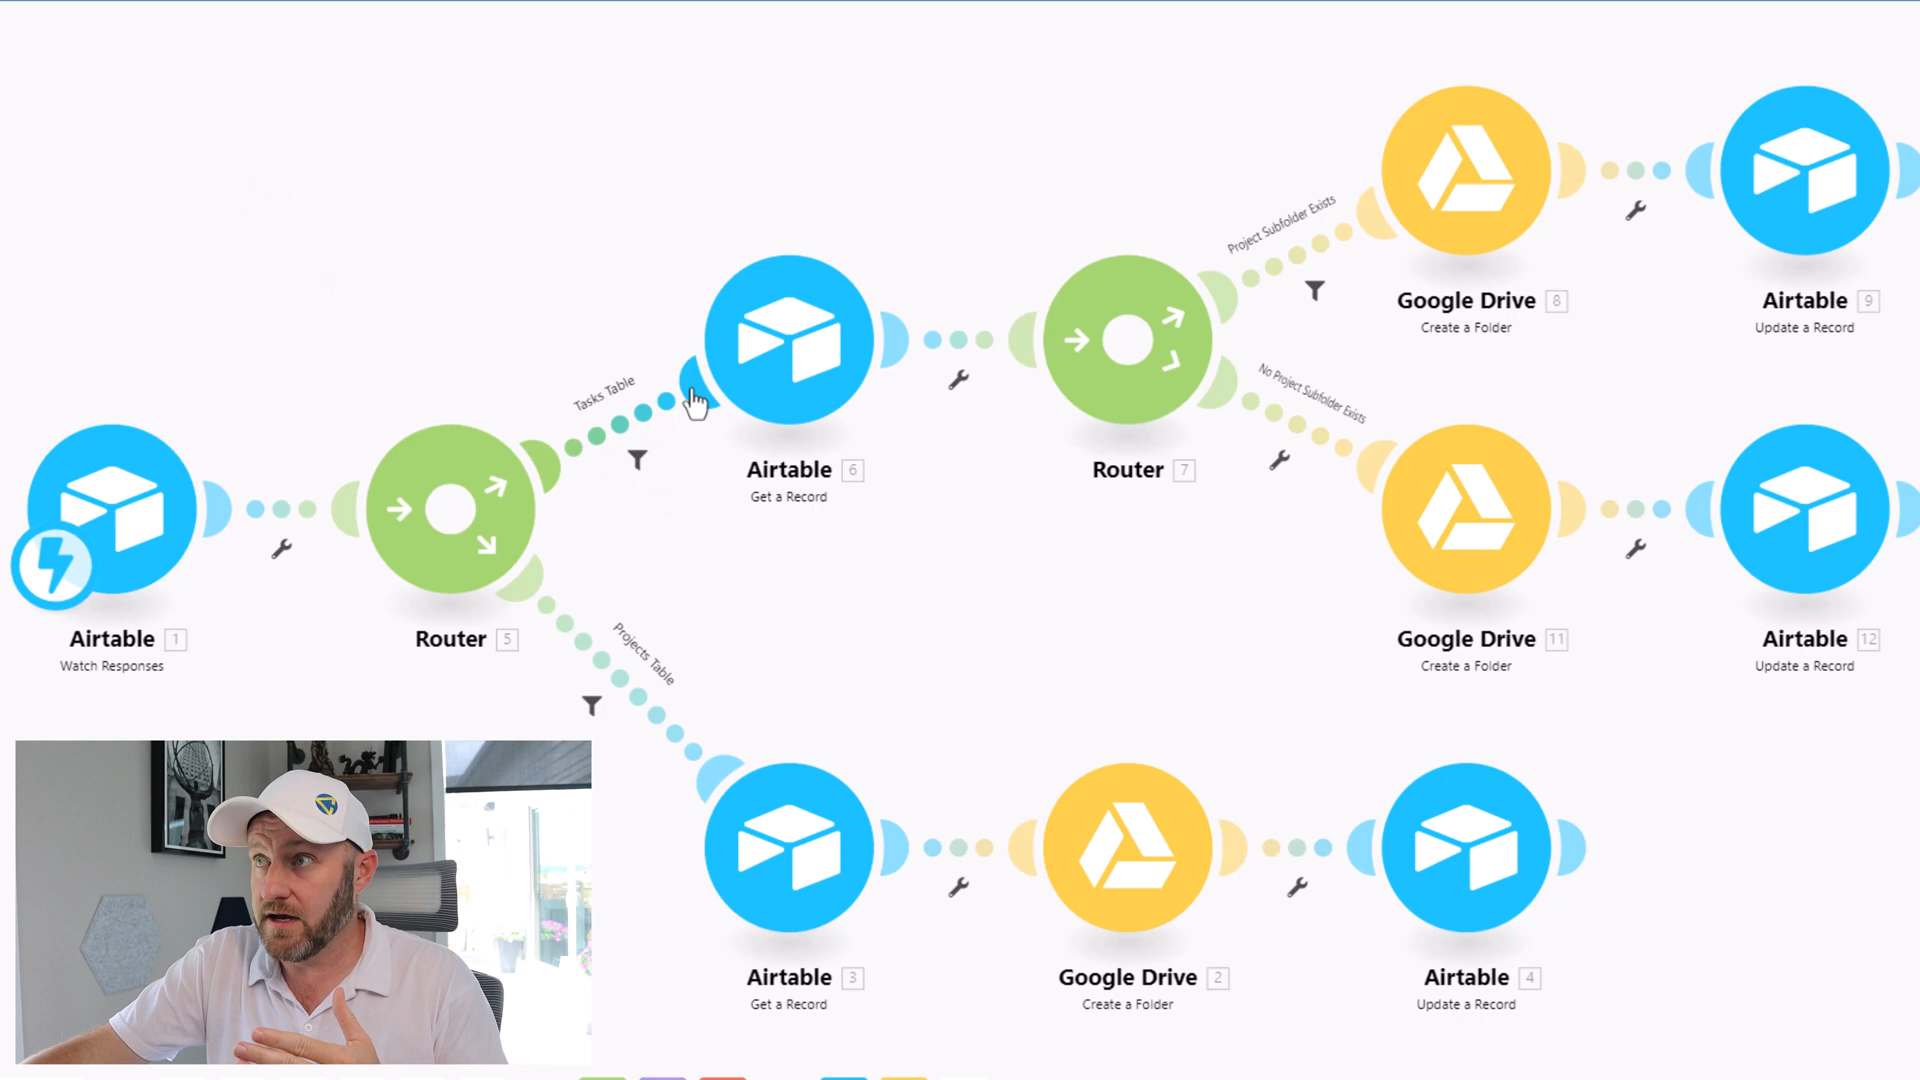 Project Subfolder Exists
Google Drive 8
Create a Folder
Airtable 9
Update a Record
Tasks Table
No Project Subfolder Exists
Airtable 6
Get a Record
Router 7
Airtable 1
Watch Responses
Router 5
Projects Table
Google Drive 11
Create a Folder
Airtable 12
Update a Record
Airtable 3
Get a Record
Google Drive 2
Create a Folder
Airtable 4
Update a Record